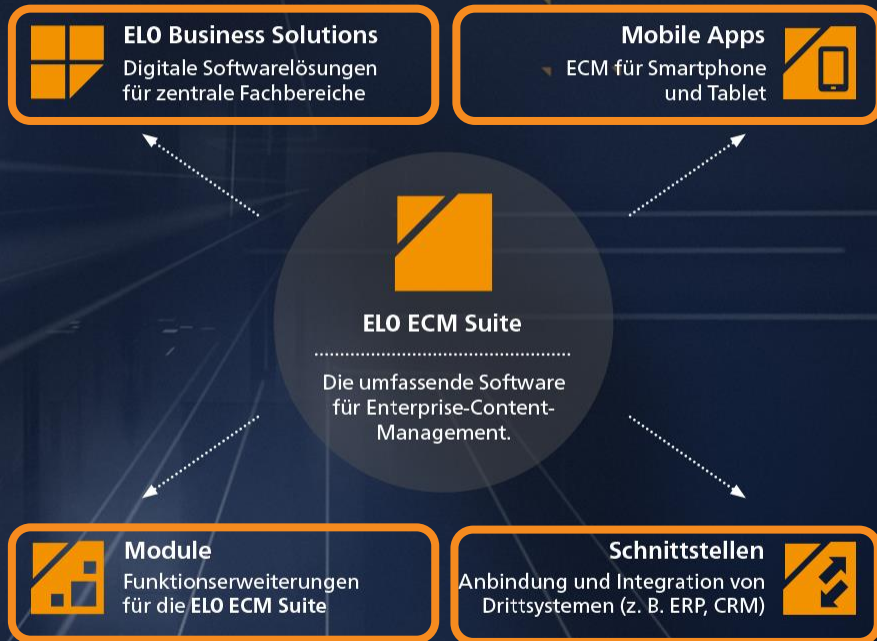 ELO Business Solutions
Digitale Softwarelösungen
für zentrale Fachbereiche
Mobile Apps
ECM für Smartphone
und Tablet
ELO ECM Suite
Die umfassende Software
für Enterprise-Content-
Management.
Module
Funktionserweiterungen
für die ELO ECM Suite
Schnittstellen
Anbindung und Integration von
Drittsystemen (z. B. ERP, CRM)